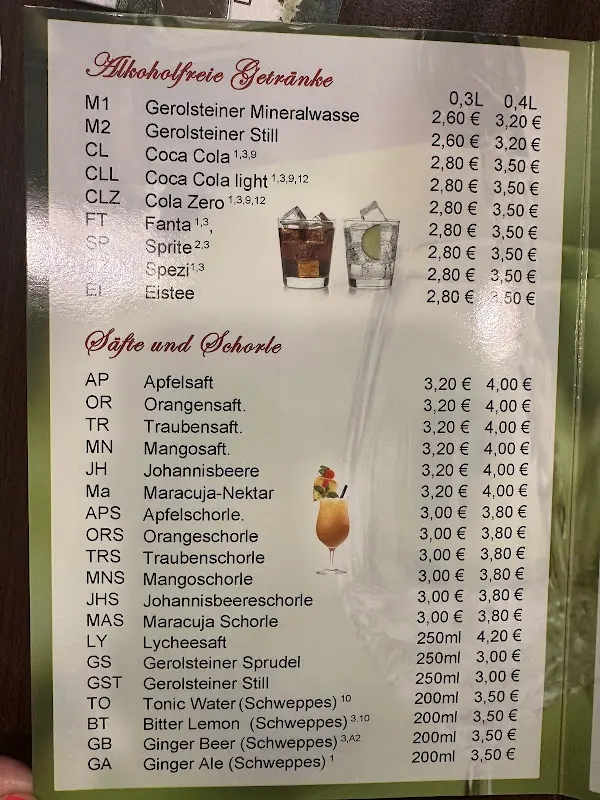 Alkoholfreie Getränke
0,3L 0,4L
M1 Gerolsteiner Mineralwasse 2,60 € 3,20 €
M2 Gerolsteiner Still 2,60 € 3,20 €
CL Coca Cola 1,3,9 2,80 € 3,50 €
CLL Coca Cola light 1,3,9,12 2,80 € 3,50 €
CLZ Cola Zero 1,3,9,12 2,80 € 3,50 €
FT Fanta 1,3, 2,80 € 3,50 €
SP Sprite 2,3 2,80 € 3,50 €
Spezi 1,3 2,80 € 3,50 €
EI Eistee 2,80 € 3,50 €
Säfte und Schorle
AP Apfelsaft 3,20 € 4,00 €
OR Orangensaft. 3,20 € 4,00 €
TR Traubensaft. 3,20 € 4,00 €
MN Mangosaft. 3,20 € 4,00 €
JH Johannisbeere 3,20 € 4,00 €
Ma Maracuja-Nektar 3,20 € 4,00 €
APS Apfelschorle. 3,00 € 3,80 €
ORS Orangeschorle 3,00 € 3,80 €
TRS Traubenschorle 3,00 € 3,80 €
MNS Mangoschorle 3,00 € 3,80 €
JHS Johannisbeereschorle 3,00 € 3,80 €
MAS Maracuja Schorle 3,00 € 3,80 €
LY Lycheesaft 250ml 4,20 €
GS Gerolsteiner Sprudel 250ml 3,00 €
GST Gerolsteiner Still 250ml 3,00 €
TO Tonic Water (Schweppes) 10 200ml 3,50 €
BT Bitter Lemon (Schweppes) 3,10 200ml 3,50 €
GB Ginger Beer (Schweppes) 3,A2 200ml 3,50 €
GA Ginger Ale (Schweppes) 1 200ml 3,50 €